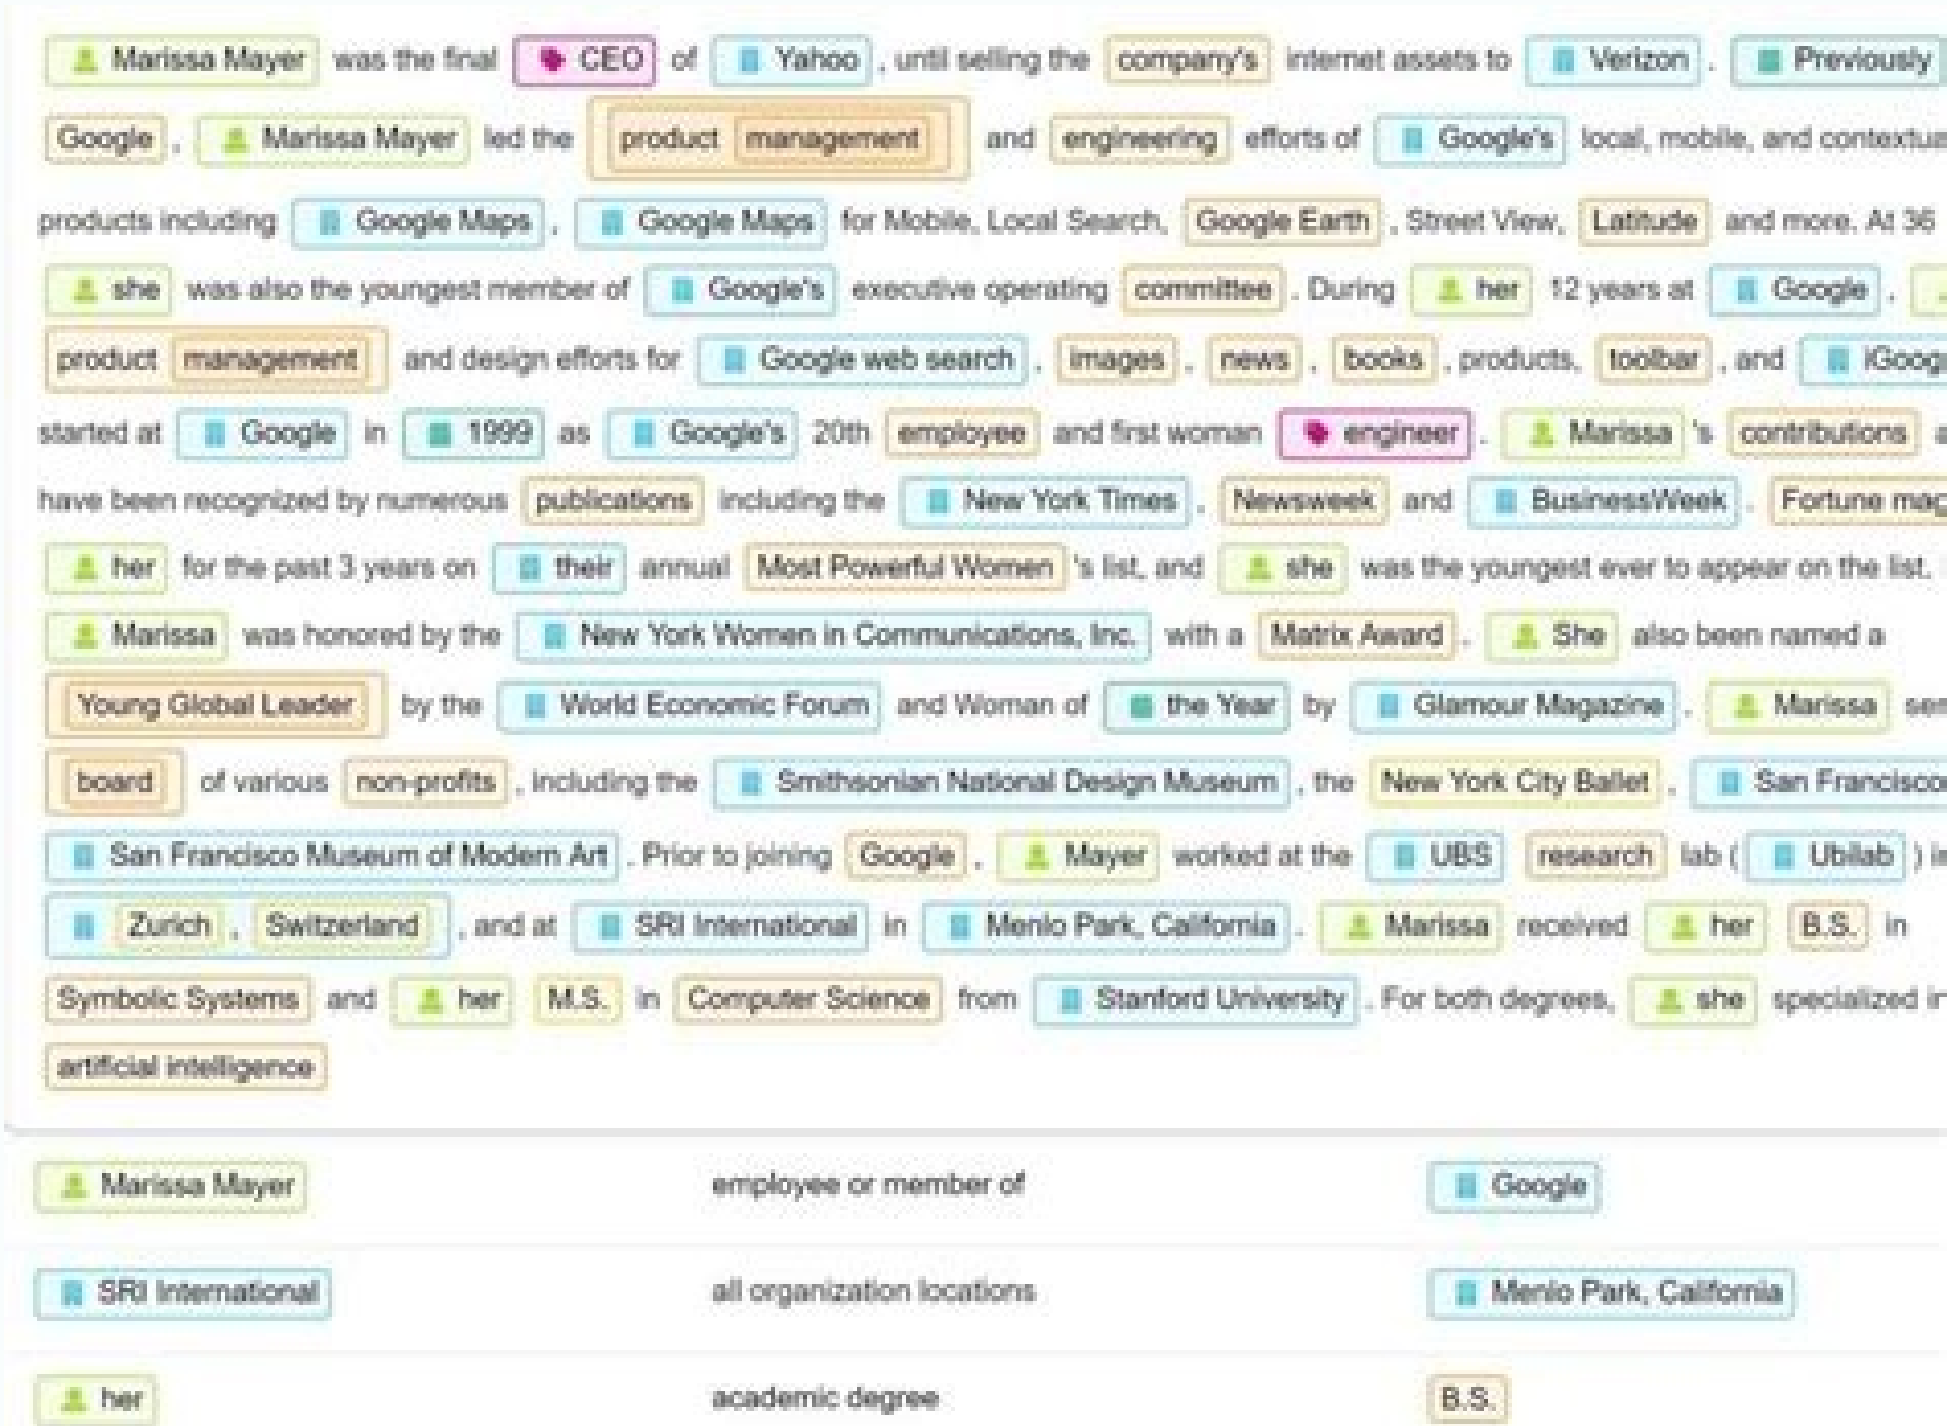 Marissa Mayer was the final CEO of Yahoo , until selling the company's internet assets to Verizon . Previously
Google , Marissa Mayer led the product management and engineering efforts of Google's local, mobile, and contextua
products including Google Maps , Google Maps for Mobile, Local Search, Google Earth , Street View, Latitude and more. At 36
she was also the youngest member of Google's executive operating committee . During her 12 years at Google ,
product management and design efforts for Google web search , images , news , books , products, toolbar , and iGoog
started at Google in 1999 as Google's 20th employee and first woman engineer . Marissa 's contributions a
have been recognized by numerous publications including the New York Times , Newsweek and BusinessWeek . Fortune mag
her for the past 3 years on their annual Most Powerful Women 's list, and she was the youngest ever to appear on the list.
Marissa was honored by the New York Women in Communications, Inc. with a Matrix Award . She also been named a
Young Global Leader by the World Economic Forum and Woman of the Year by Glamour Magazine . Marissa ser
board of various non-profits , including the Smithsonian National Design Museum , the New York City Ballet , San Francisco
San Francisco Museum of Modern Art . Prior to joining Google , Mayer worked at the UBS research lab ( Ubilab ) in
Zurich , Switzerland , and at SRI International in Menlo Park, California . Marissa received her B.S. in
Symbolic Systems and her M.S. in Computer Science from Stanford University . For both degrees, she specialized in
artificial intelligence
Marissa Mayer employee or member of Google
SRI International all organization locations Menlo Park, California
her academic degree B.S.